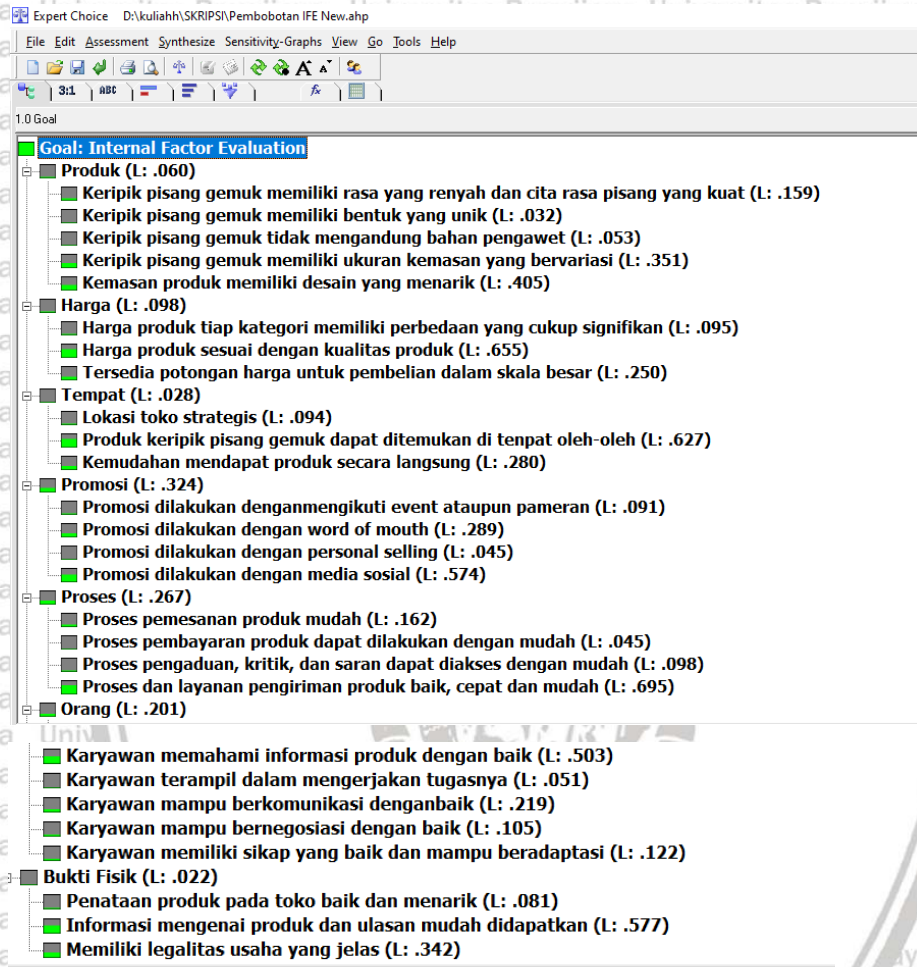 Expert Choice D:\kuliahh\SKRIPSI\Pembobotan IFE New.ahp
File Edit Assessment Synthesize Sensitivity-Graphs View Go Tools Help
3:1 ABC fx
1.0 Goal
Goal: Internal Factor Evaluation
Produk (L: .060)
Keripik pisang gemuk memiliki rasa yang renyah dan cita rasa pisang yang kuat (L: .159)
Keripik pisang gemuk memiliki bentuk yang unik (L: .032)
Keripik pisang gemuk tidak mengandung bahan pengawet (L: .053)
Keripik pisang gemuk memiliki ukuran kemasan yang bervariasi (L: .351)
Kemasan produk memiliki desain yang menarik (L: .405)
Harga (L: .098)
Harga produk tiap kategori memiliki perbedaan yang cukup signifikan (L: .095)
Harga produk sesuai dengan kualitas produk (L: .655)
Tersedia potongan harga untuk pembelian dalam skala besar (L: .250)
Tempat (L: .028)
Lokasi toko strategis (L: .094)
Produk keripik pisang gemuk dapat ditemukan di tenpat oleh-oleh (L: .627)
Kemudahan mendapat produk secara langsung (L: .280)
Promosi (L: .324)
Promosi dilakukan denganmengikuti event ataupun pameran (L: .091)
Promosi dilakukan dengan word of mouth (L: .289)
Promosi dilakukan dengan personal selling (L: .045)
Promosi dilakukan dengan media sosial (L: .574)
Proses (L: .267)
Proses pemesanan produk mudah (L: .162)
Proses pembayaran produk dapat dilakukan dengan mudah (L: .045)
Proses pengaduan, kritik, dan saran dapat diakses dengan mudah (L: .098)
Proses dan layanan pengiriman produk baik, cepat dan mudah (L: .695)
Orang (L: .201)
Karyawan memahami informasi produk dengan baik (L: .503)
Karyawan terampil dalam mengerjakan tugasnya (L: .051)
Karyawan mampu berkomunikasi denganbaik (L: .219)
Karyawan mampu bernegosiasi dengan baik (L: .105)
Karyawan memiliki sikap yang baik dan mampu beradaptasi (L: .122)
Bukti Fisik (L: .022)
Penataan produk pada toko baik dan menarik (L: .081)
Informasi mengenai produk dan ulasan mudah didapatkan (L: .577)
Memiliki legalitas usaha yang jelas (L: .342)